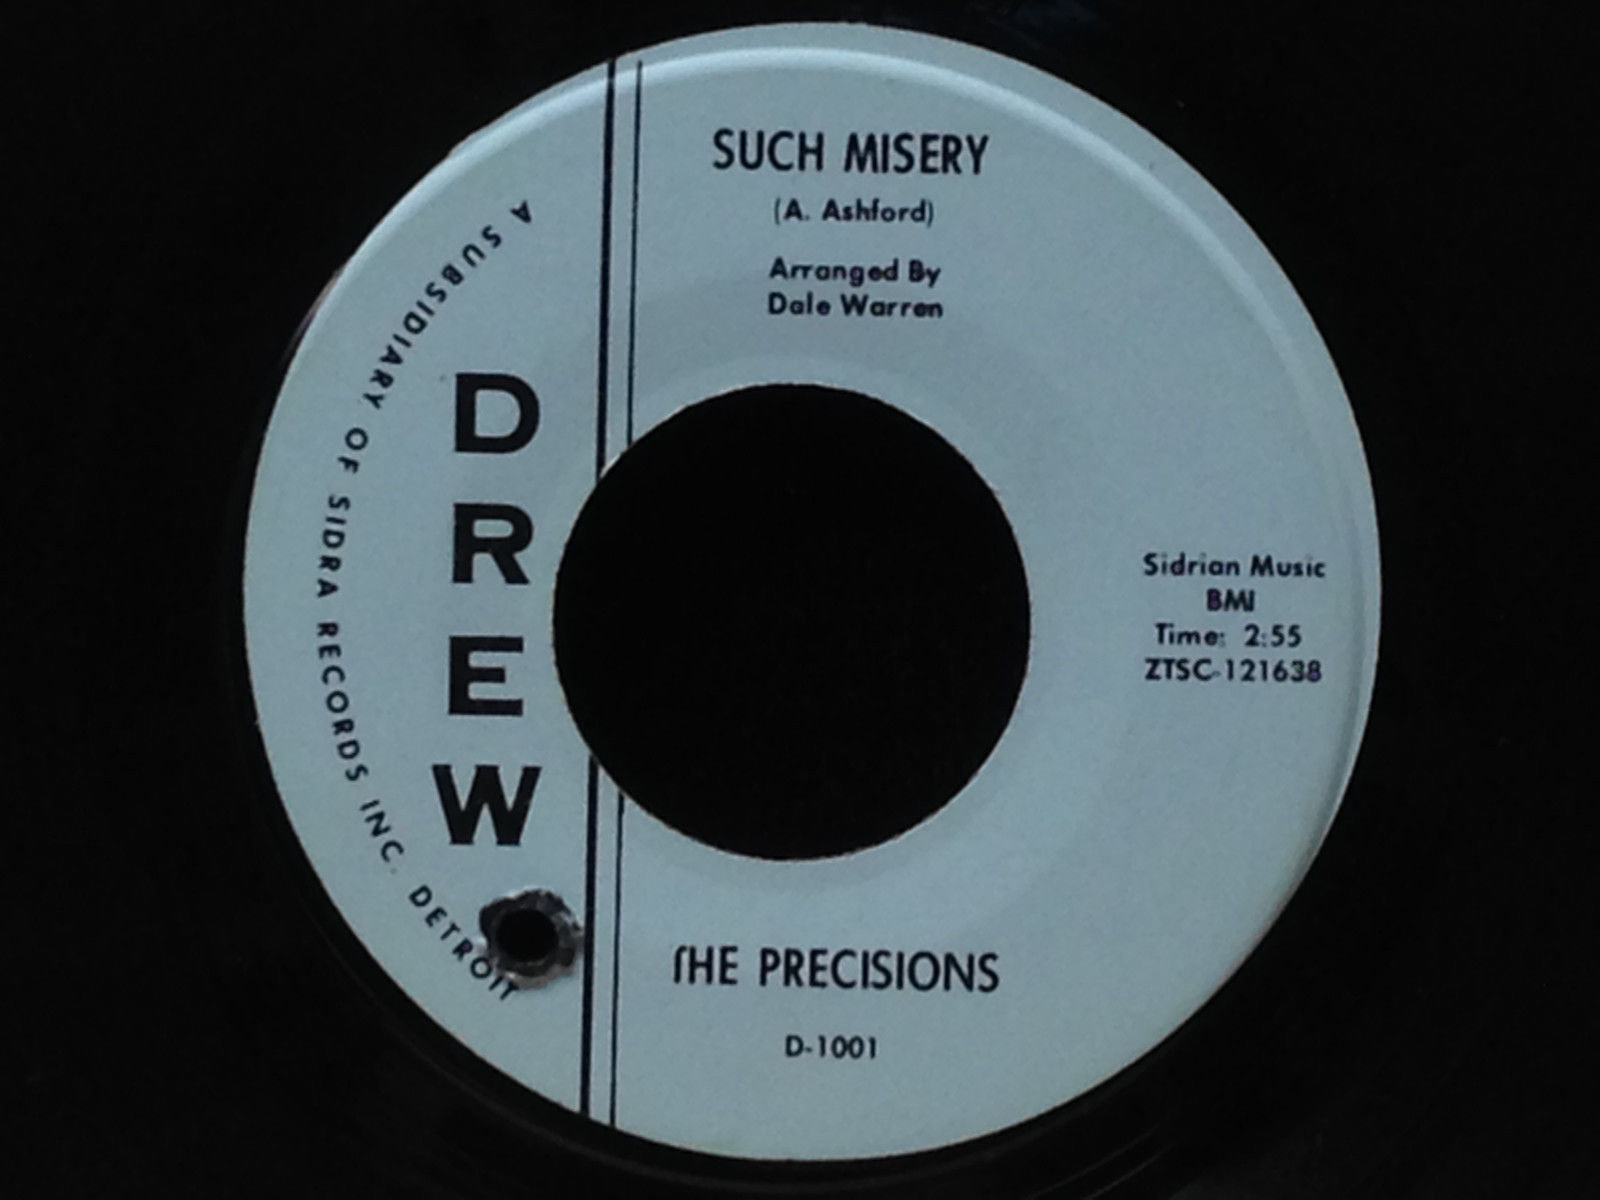 SUCH MISERY
(A. Ashford)
Arranged By
Dale Warren
A SUBSIDIARY OF SIDRA RECORDS INC. DETROIT
DREW
Sidrian Music
BMI
Time: 2:55
ZTSC-121638
THE PRECISIONS
D-1001